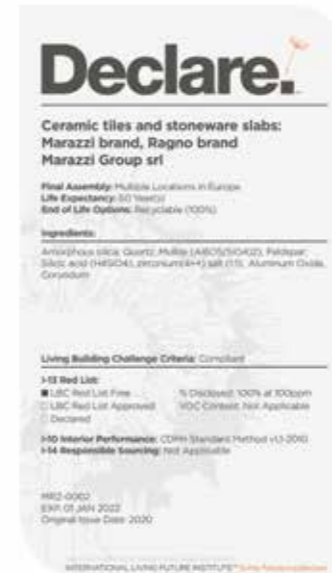 Declare.
Ceramic tiles and stoneware slabs:
Marazzi brand, Ragno brand
Marazzi Group srl
Final Assembly: Multiple Locations in Europe
Life Expectancy: 50 Year(s)
End of Life Options: Recyclable (100%)
Ingredients:
Amorphous silica; Quartz; Mullite (Al6O5(SiO4)2), Feldspar;
Silicic acid (H4SiO4), zirconium(4++) salt (1:1), Aluminum Oxide,
Corundum
Living Building Challenge Criteria: Compliant
I-13 Red List:
LBC Red List Free
% Disclosed: 100% at 100ppm
LBC Red List Approved
VOC Content: Not Applicable
Declared
I-10 Interior Performance: CDPH Standard Method v1.1-2010
I-14 Responsible Sourcing: Not Applicable
MRZ-0002
EXP. 01 JAN 2022
Original Issue Date: 2020
INTERNATIONAL LIVING FUTURE INSTITUTE™